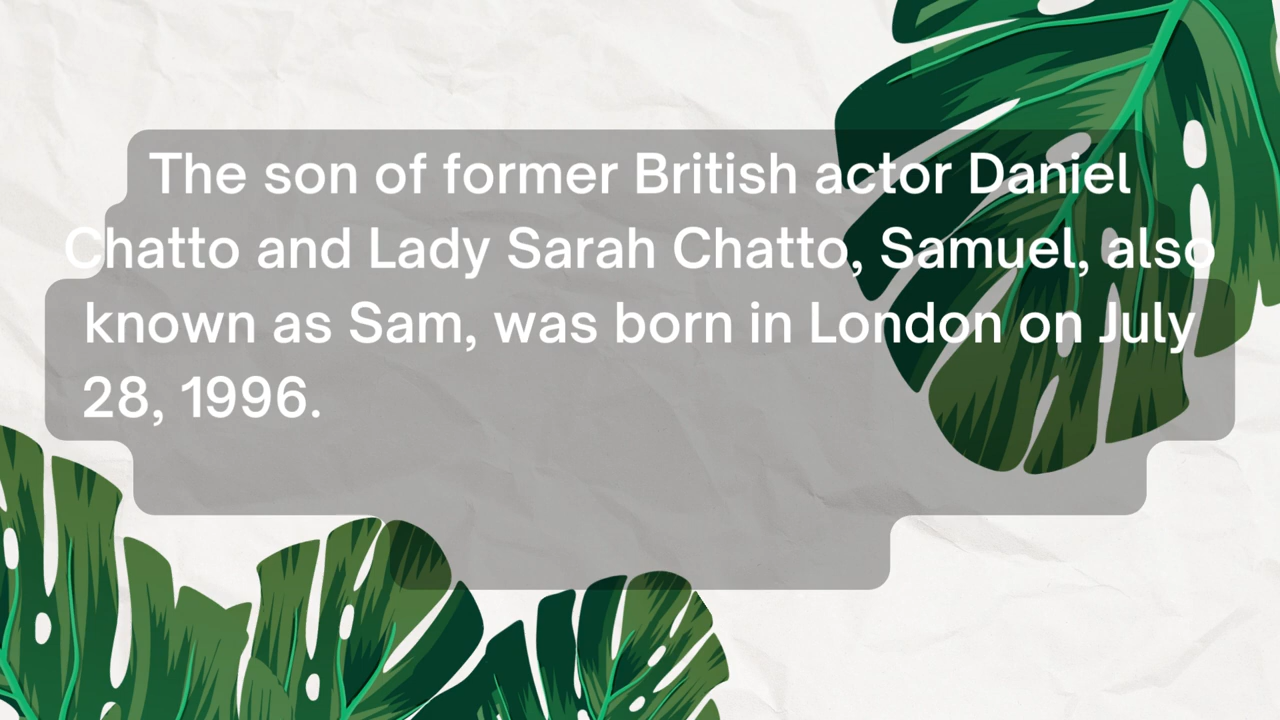 The son of former British actor Daniel
Chatto and Lady Sarah Chatto, Samuel, also
known as Sam, was born in London on July
28, 1996.